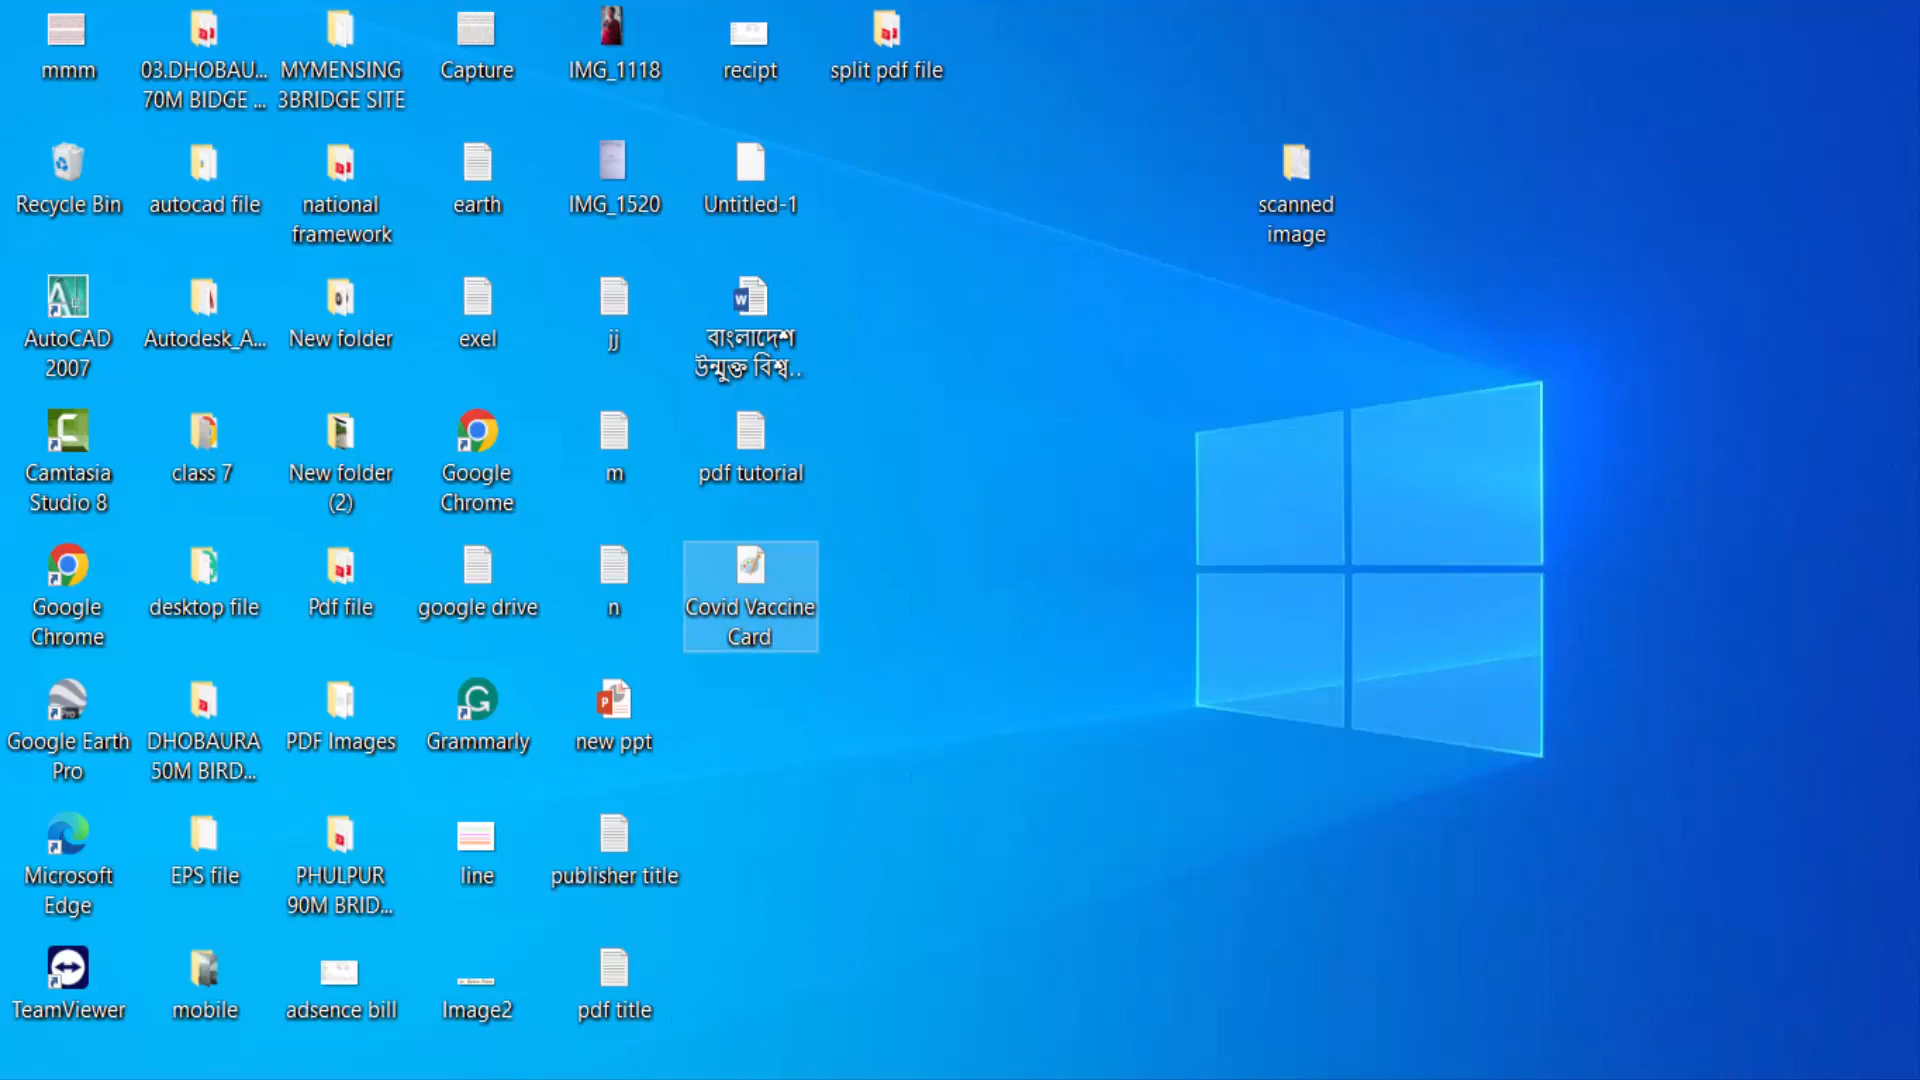 mmm
03.DHOBAU...
70M BIDGE ...
MYMENSING
3BRIDGE SITE
Capture
IMG_1118
recipt
split pdf file
Recycle Bin
autocad file
national
framework
earth
IMG_1520
Untitled-1
scanned
image
AutoCAD
2007
Autodesk_A...
New folder
exel
jj
বাংলাদেশ
উন্মুক্ত বিশ্ব...
Camtasia
Studio 8
class 7
New folder
(2)
Google
Chrome
m
pdf tutorial
Google
Chrome
desktop file
Pdf file
google drive
n
Covid Vaccine
Card
Google Earth
Pro
DHOBAURA
50M BIRD...
PDF Images
Grammarly
new ppt
Microsoft
Edge
EPS file
PHULPUR
90M BRID...
line
publisher title
TeamViewer
mobile
adsence bill
Image2
pdf title